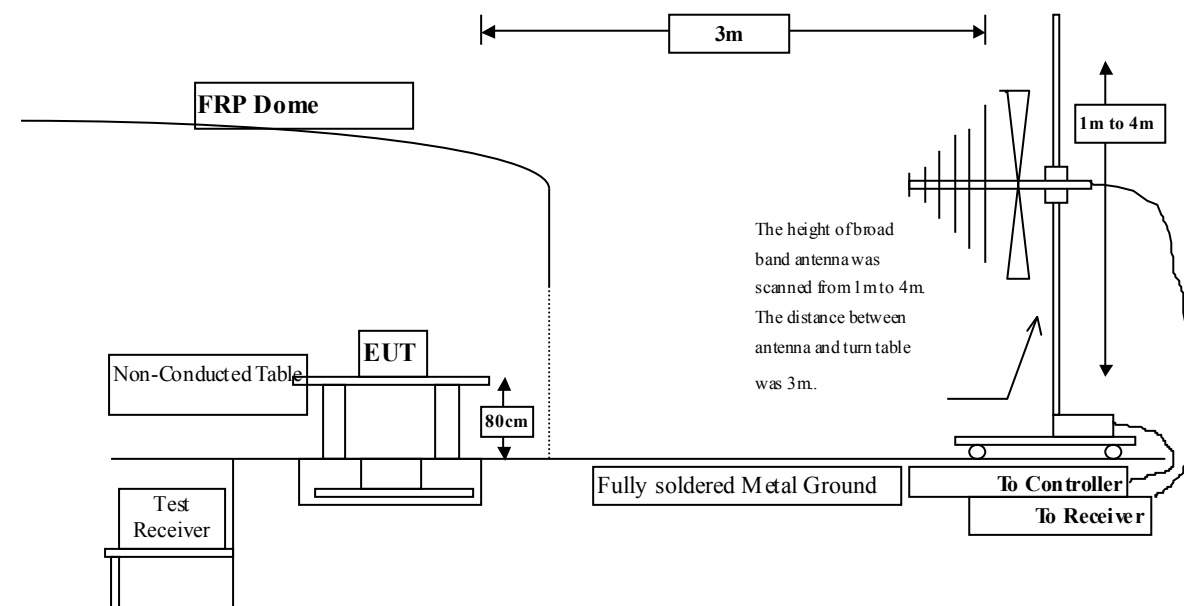 3m
FRP Dome
1m to 4m
The height of broad
band antenna was
scanned from 1m to 4m.
The distance between
antenna and turn table
was 3m..
EUT
Non-Conducted Table
80cm
Fully soldered Metal Ground
To Controller
Test
Receiver
To Receiver